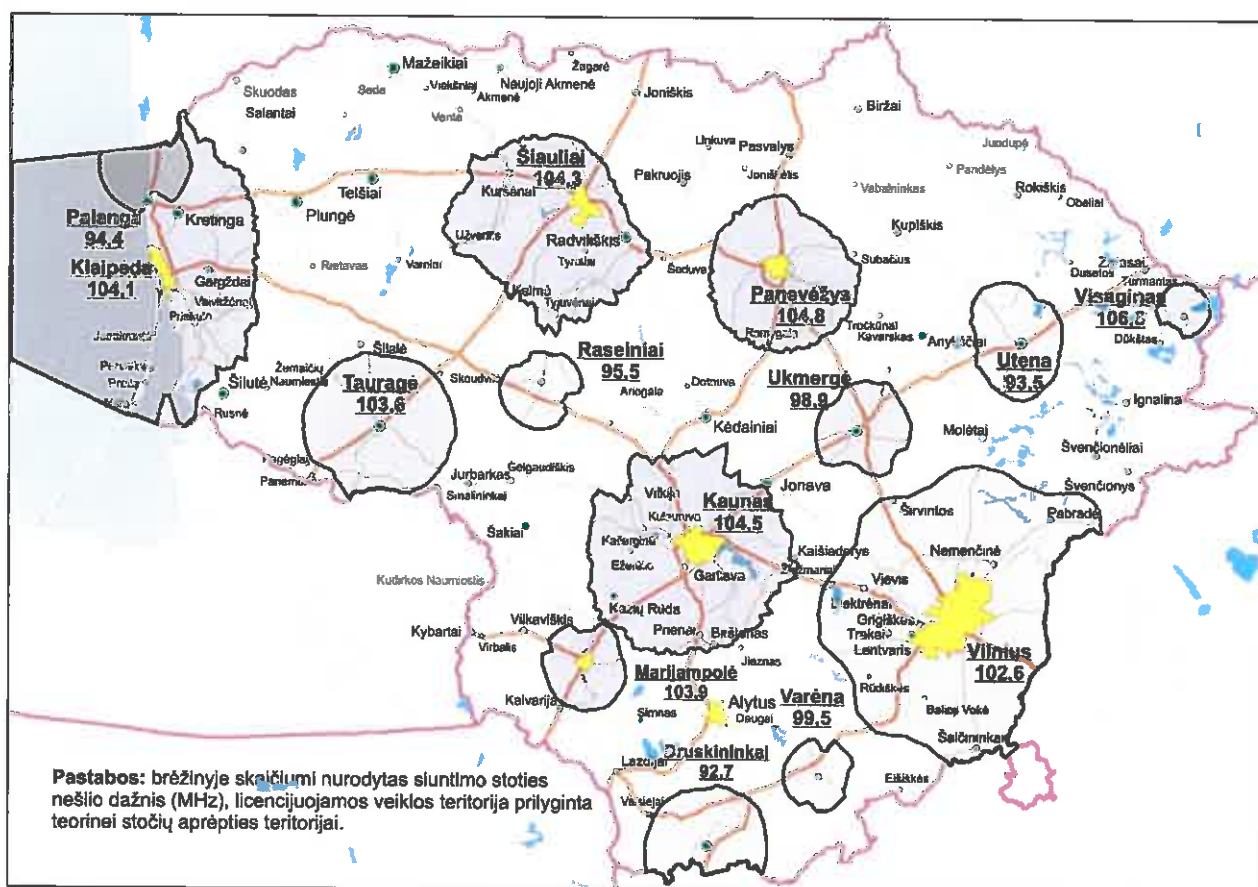 Mažeikiai
Žagarė
Naujoji Akmenė
Viekšniai
Akmenė
Seda
Skuodas
Salantai
Venta
Joniškis
Biržai
Linkuva
Pasvalys
Juodupė
Joniškėlis
Pakruojis
Pandėlys
Vabalninkas
Rokiškis
Obeliai
Šiauliai
104,3
Kuršėnai
Telšiai
Plungė
Palanga
94,4
Kretinga
Klaipėda
104,1
Gargždai
Užventis
Radviliškis
Rietavas
Varniai
Šeduva
Kelmė
Tytuvėnai
Kupiškis
Subačius
Panevėžys
104,8
Ramygala
Dusetos
Zarasai
Turmantas
Visaginas
106,8
Dūkštas
Troškūnai
Kavarskas
Anykščiai
Utena
93,5
Ignalina
Priekulė
Šilutė
Rusnė
Žemaičių
Naumiestis
Šilalė
Skaudvilė
Tauragė
103,6
Raseiniai
95,5
Ariogala
Dotnuva
Ukmergė
98,9
Kėdainiai
Molėtai
Švenčionėliai
Švenčionys
Pabradė
Pagėgiai
Jurbarkas
Gelgaudiškis
Smalininkai
Šakiai
Vilkija
Kaunas
104,5
Jonava
Širvintos
Nemenčinė
Kačerginė
Ežerėlis
Garliava
Kaišiadorys
Vievis
Elektrėnai
Grigiškės
Trakai
Lentvaris
Vilnius
102,6
Kudirkos Naumiestis
Kazlų Rūda
Prienai
Birštonas
Jieznas
Vilkaviškis
Kybartai
Virbalis
Kalvarija
Marijampolė
103,9
Rūdiškės
Baltoji Vokė
Šalčininkai
Eišiškės
Simnas
Alytus
Daugai
Varėna
99,5
Lazdijai
Veisiejai
Druskininkai
92,7
Pastabos: brėžinyje skaičiumi nurodytas siuntimo stoties
nešlio dažnis (MHz), licencijuojamos veiklos teritorija prilyginta
teorinei stočių aprėpties teritorijai.